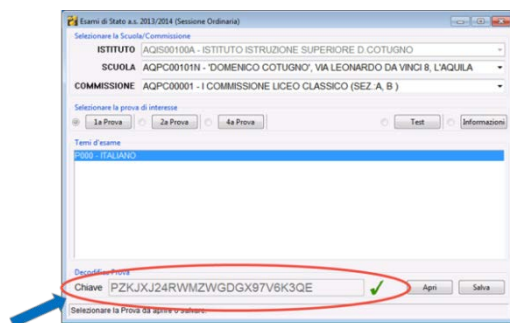 Esami di Stato a.s. 2013/2014 (Sessione Ordinaria)
Selezionare la Scuola/Commissione
ISTITUTO AQIS00100A - ISTITUTO ISTRUZIONE SUPERIORE D.COTUGNO
SCUOLA AQPC00101N - 'DOMENICO COTUGNO', VIA LEONARDO DA VINCI 8, L'AQUILA
COMMISSIONE AQPC00001 - I COMMISSIONE LICEO CLASSICO (SEZ.:A, B )
Selezionare la prova di interesse
1a Prova 2a Prova 4a Prova Test Informazioni
Temi d'esame
P000 - ITALIANO
Decodifica Prova
Chiave PZKJXJ24RWMZWGDGX97V6K3QE Apri Salva
Selezionare la Prova da aprire o salvare.